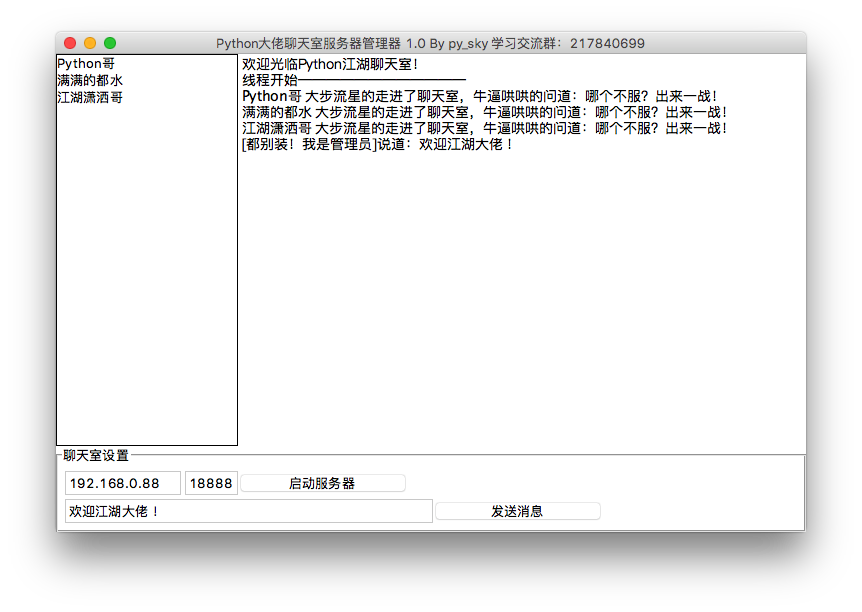 Python大佬聊天室服务器管理器 1.0 By py_sky 学习交流群：217840699
Python哥
满满的都水
江湖潇洒哥
欢迎光临Python江湖聊天室！
线程开始————————————
Python哥 大步流星的走进了聊天室，牛逼哄哄的问道：哪个不服？出来一战！
满满的都水 大步流星的走进了聊天室，牛逼哄哄的问道：哪个不服？出来一战！
江湖潇洒哥 大步流星的走进了聊天室，牛逼哄哄的问道：哪个不服？出来一战！
[都别装！我是管理员]说道：欢迎江湖大佬 ！
聊天室设置
192.168.0.88 18888 启动服务器
欢迎江湖大佬 ！ 发送消息